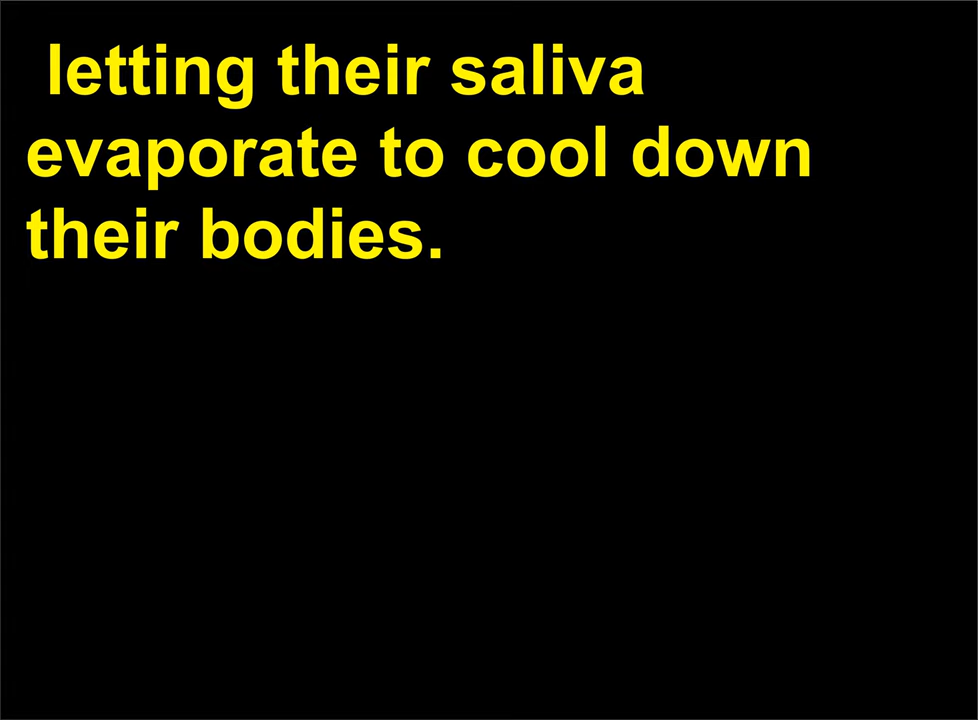 letting their saliva
evaporate to cool down
their bodies.